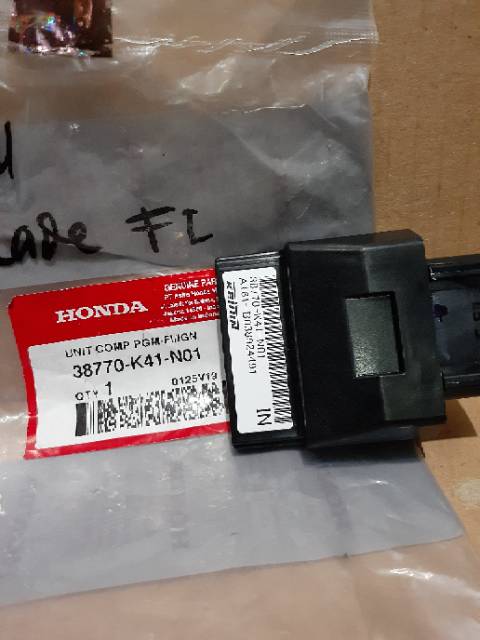 FI
HONDA
GENUINE PARTS
UNIT COMP PGM-FI/IGN
38770-K41-N01
QTY 1
0125V19
KEIHIN
38770-K41 N01
IN